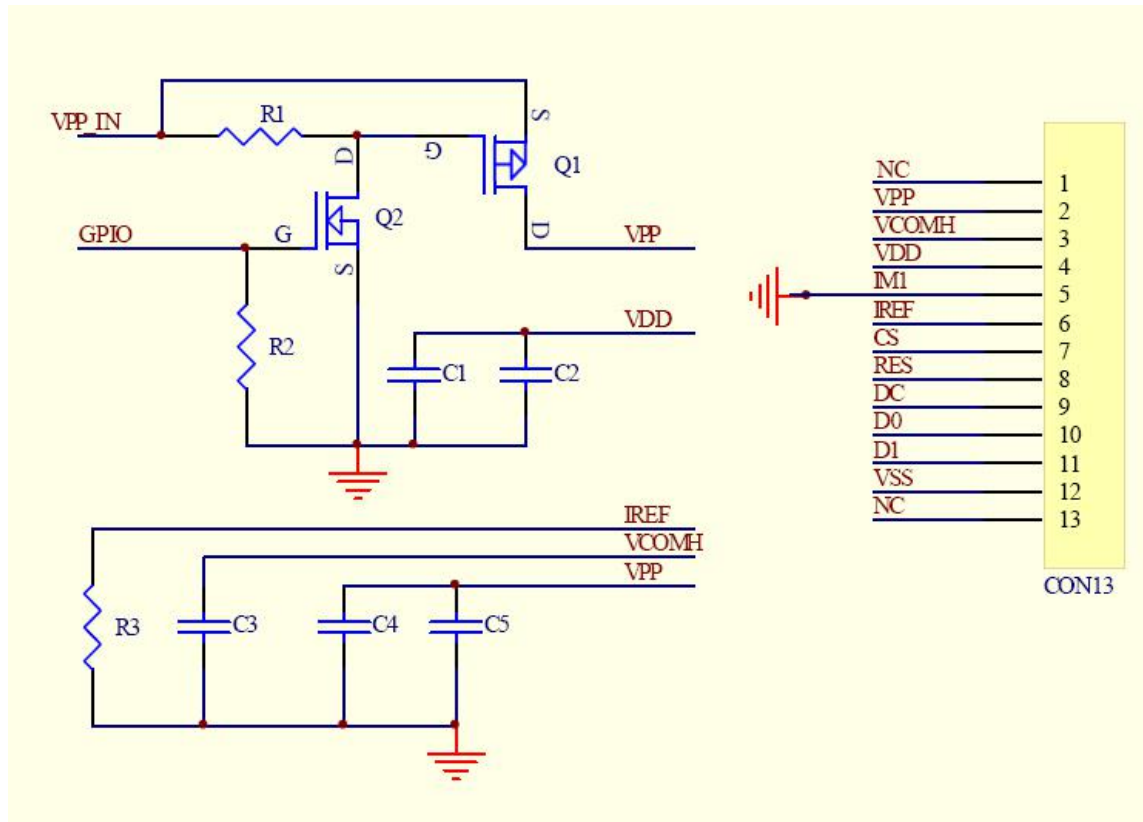 R1
S
VPP_IN
D
G
Q1
Q2
GPIO
G
D
VPP
S
VDD
R2
C1
C2
IREF
VCOMH
VPP
R3
C3
C4
C5
NC 1
VPP 2
VCOMH 3
VDD 4
IM1 5
IREF 6
CS 7
RES 8
DC 9
D0 10
D1 11
VSS 12
NC 13
CON13